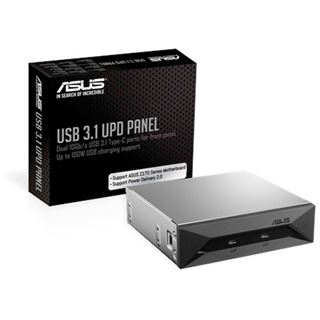 ASUS
IN SEARCH OF INCREDIBLE
USB 3.1 UPD PANEL
Dual 10Gb/s USB 3.1 Type-C ports for front panel
Up to 100W USB charging support
• Support ASUS Z170 Series Motherboard
• Support Power Delivery 2.0
USB 3.1 UPD PANEL
ASUS